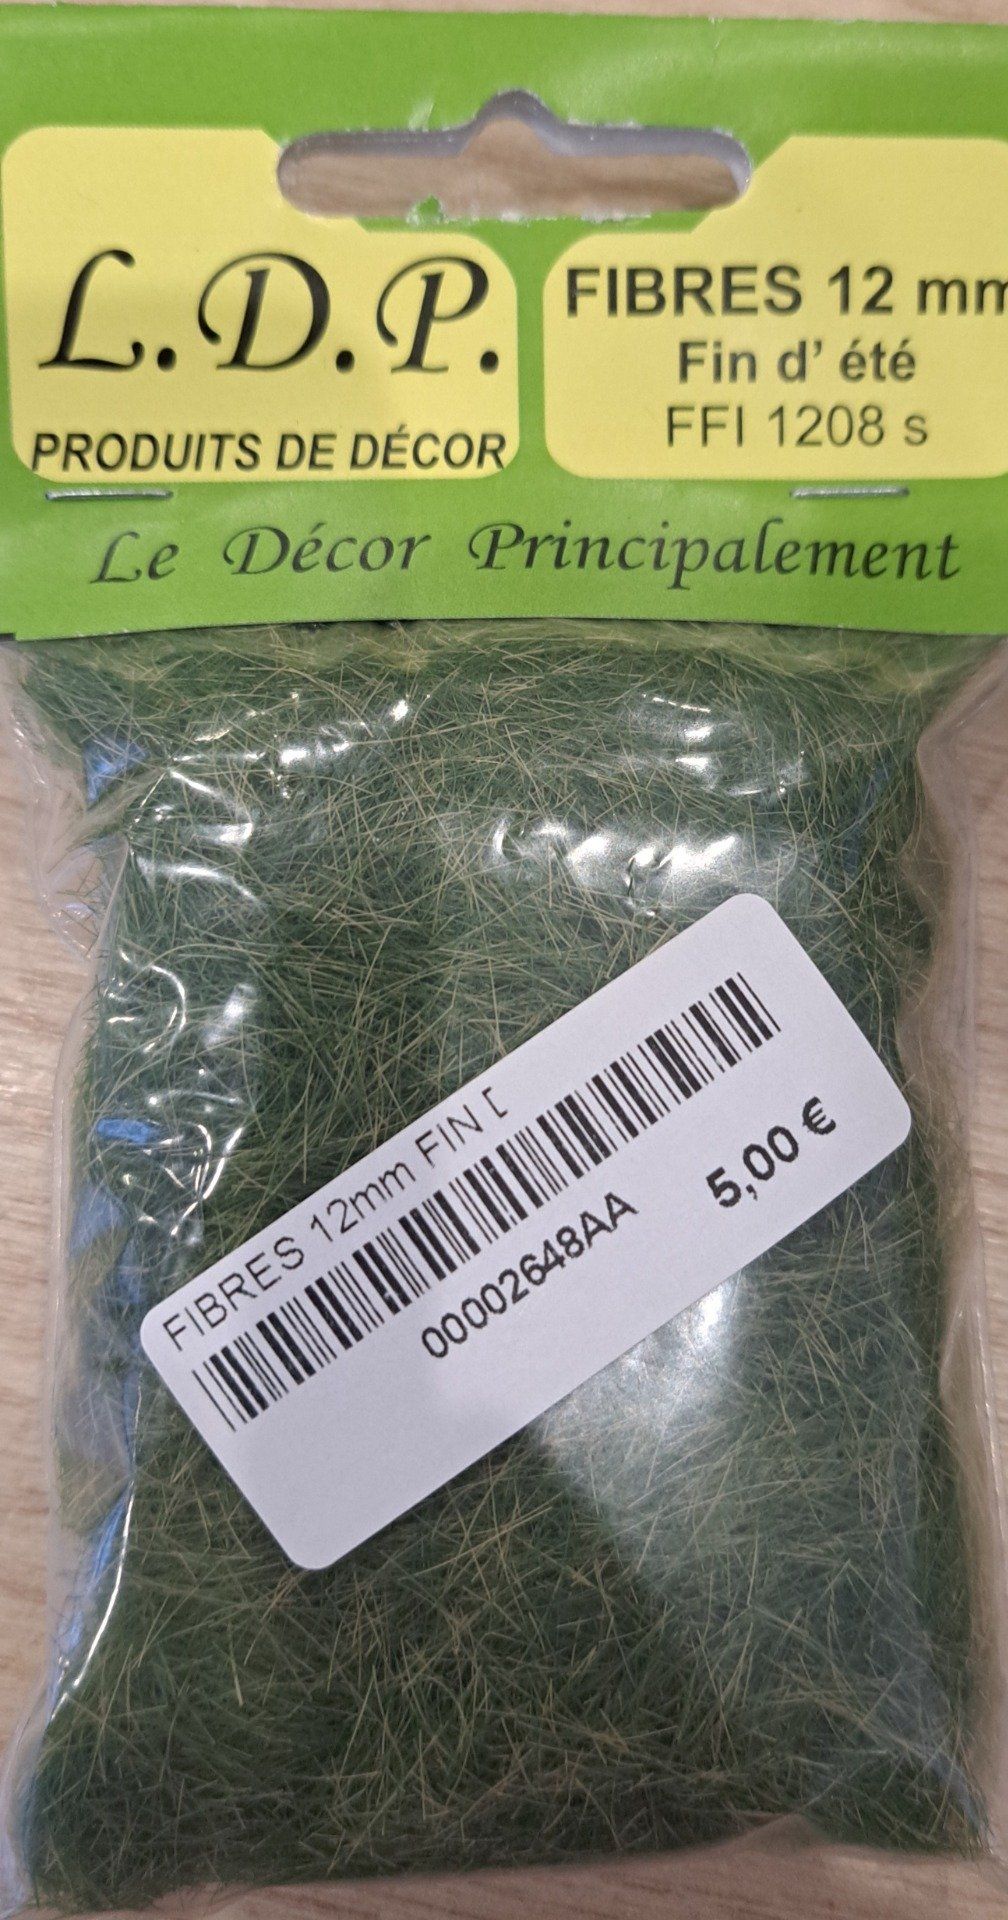 L.D.P.
PRODUITS DE DÉCOR
FIBRES 12 mm
Fin d' été
FFI 1208 s
Le Décor Principalement
FIBRES 12mm FIN D
00002648AA
5,00 €